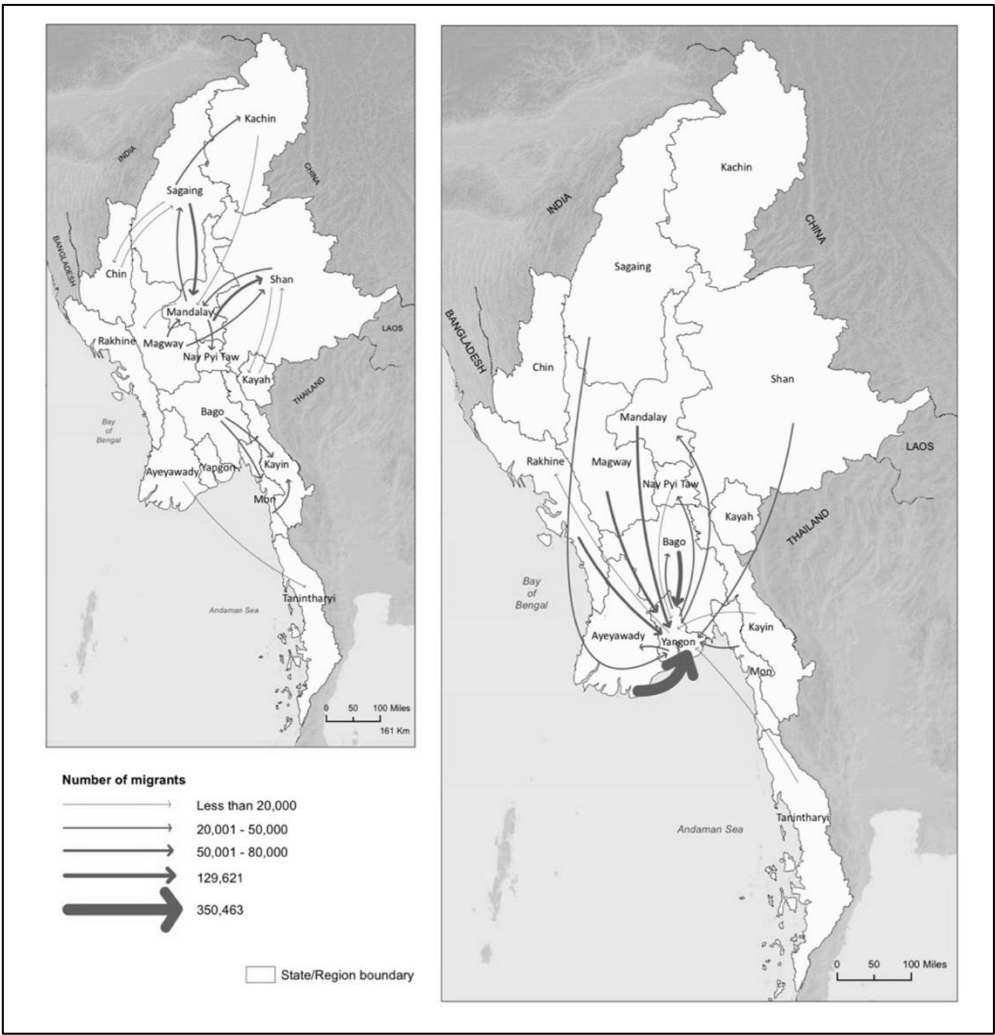 Kachin
INDIA
CHINA
Sagaing
BANGLADESH
Chin
Shan
Mandalay
LAOS
Rakhine
Magway
Nay Pyi Taw
Kayah
THAILAND
Bago
Bay
of
Bengal
Ayeyawady
Yangon
Kayin
Mon
Tanintharyi
Andaman Sea
0 50 100 Miles
161 Km
Number of migrants
Less than 20,000
20,001 - 50,000
50,001 - 80,000
129,621
350,463
State/Region boundary
Kachin
INDIA
CHINA
Sagaing
BANGLADESH
Chin
Shan
Mandalay
LAOS
Rakhine
Magway
Nay Pyi Taw
Kayah
THAILAND
Bago
Bay
of
Bengal
Ayeyawady
Yangon
Kayin
Mon
Tanintharyi
Andaman Sea
0 50 100 Miles